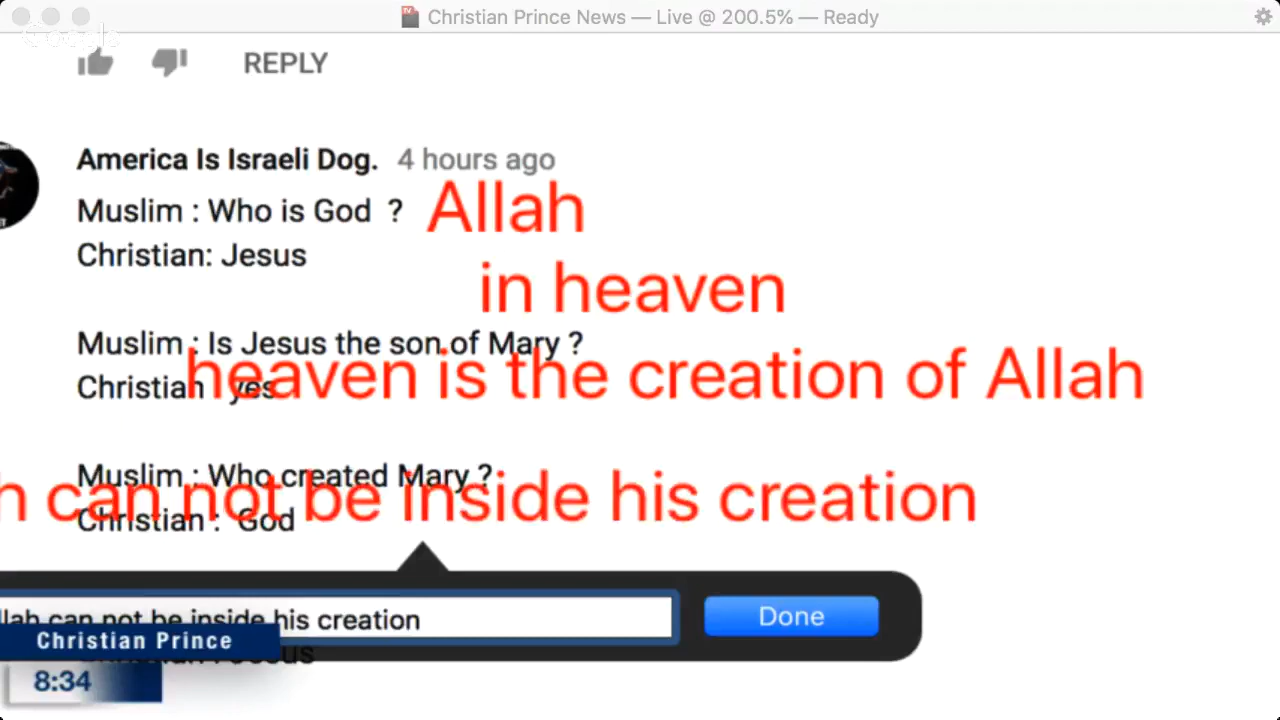 Christian Prince News — Live @ 200.5% — Ready
Google
REPLY
America Is Israeli Dog. 4 hours ago
Muslim : Who is God ?
Allah
Christian: Jesus
in heaven
Muslim : Is Jesus the son of Mary ?
heaven is the creation of Allah
Christian yes
Muslim : Who created Mary ?
h can not be inside his creation
Christian : God
llah can not be inside his creation
Done
Christian Prince
8:34